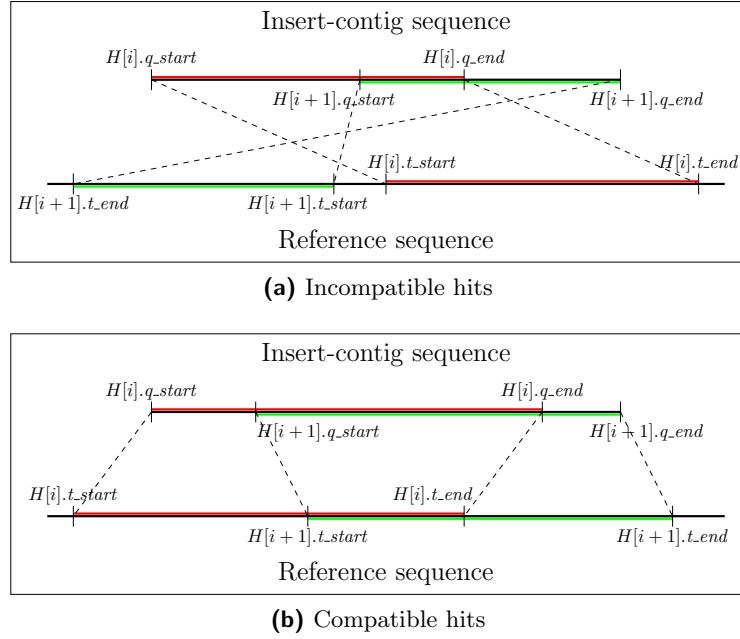 Insert-contig sequence
H[i].q_start H[i].q_end
H[i + 1].q_start H[i + 1].q_end
H[i].t_start H[i].t_end
H[i + 1].t_end H[i + 1].t_start
Reference sequence
(a) Incompatible hits
Insert-contig sequence
H[i].q_start H[i].q_end
H[i + 1].q_start H[i + 1].q_end
H[i].t_start H[i].t_end
H[i + 1].t_start H[i + 1].t_end
Reference sequence
(b) Compatible hits